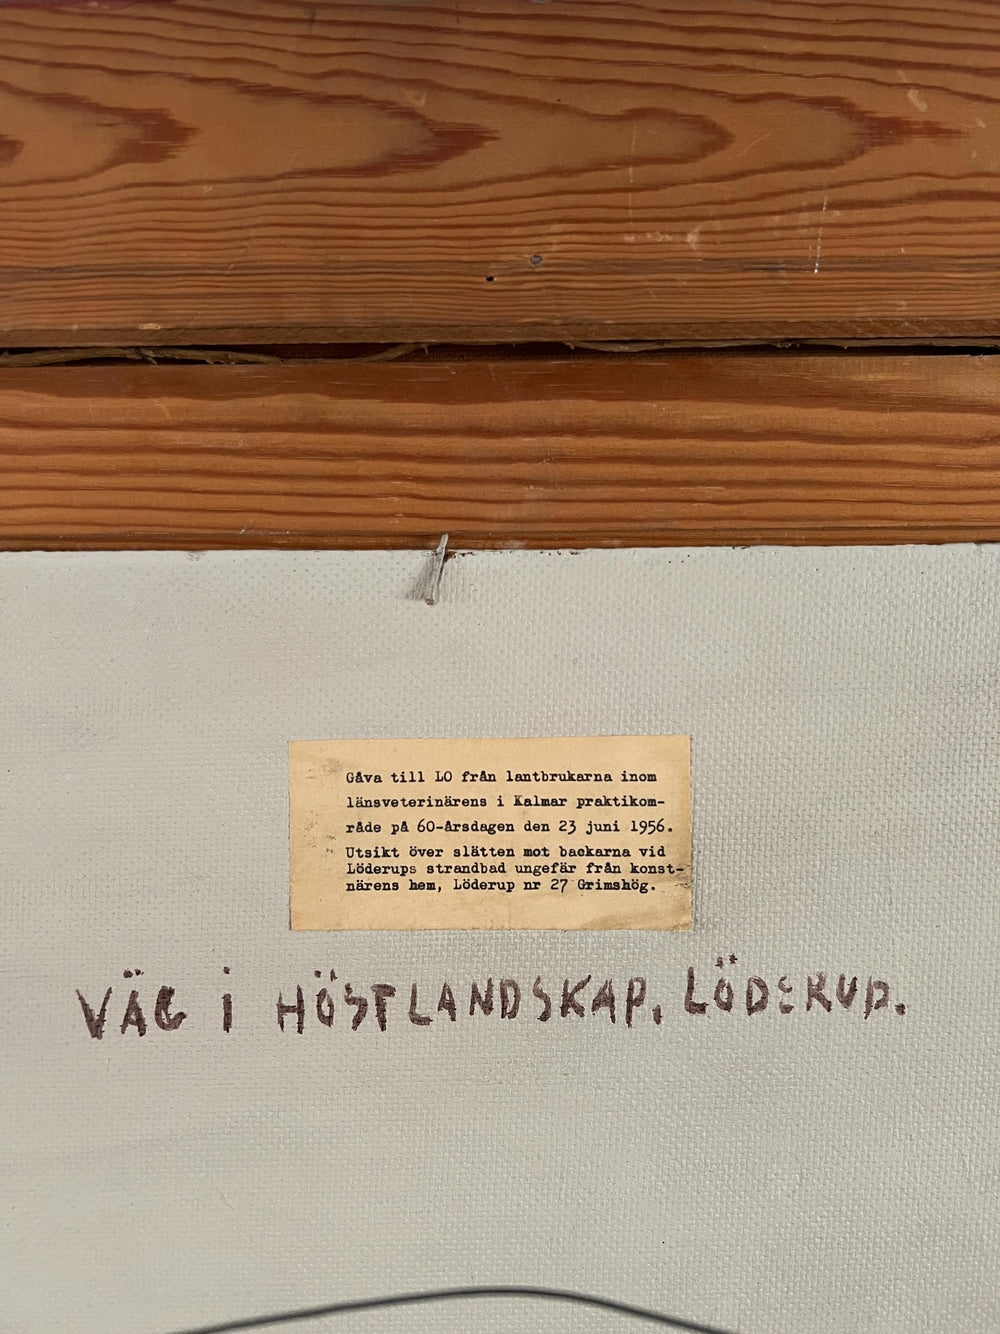 Gåva till LO från lantbrukarna inom
länsveterinärens i Kalmar praktikom-
råde på 60-årsdagen den 23 juni 1956.
Utsikt över slätten mot backarna vid
Löderups strandbad ungefär från konst-
närens hem, Löderup nr 27 Grimshög.
VÄG i HÖSTLANDSKAP, LÖDERUP.